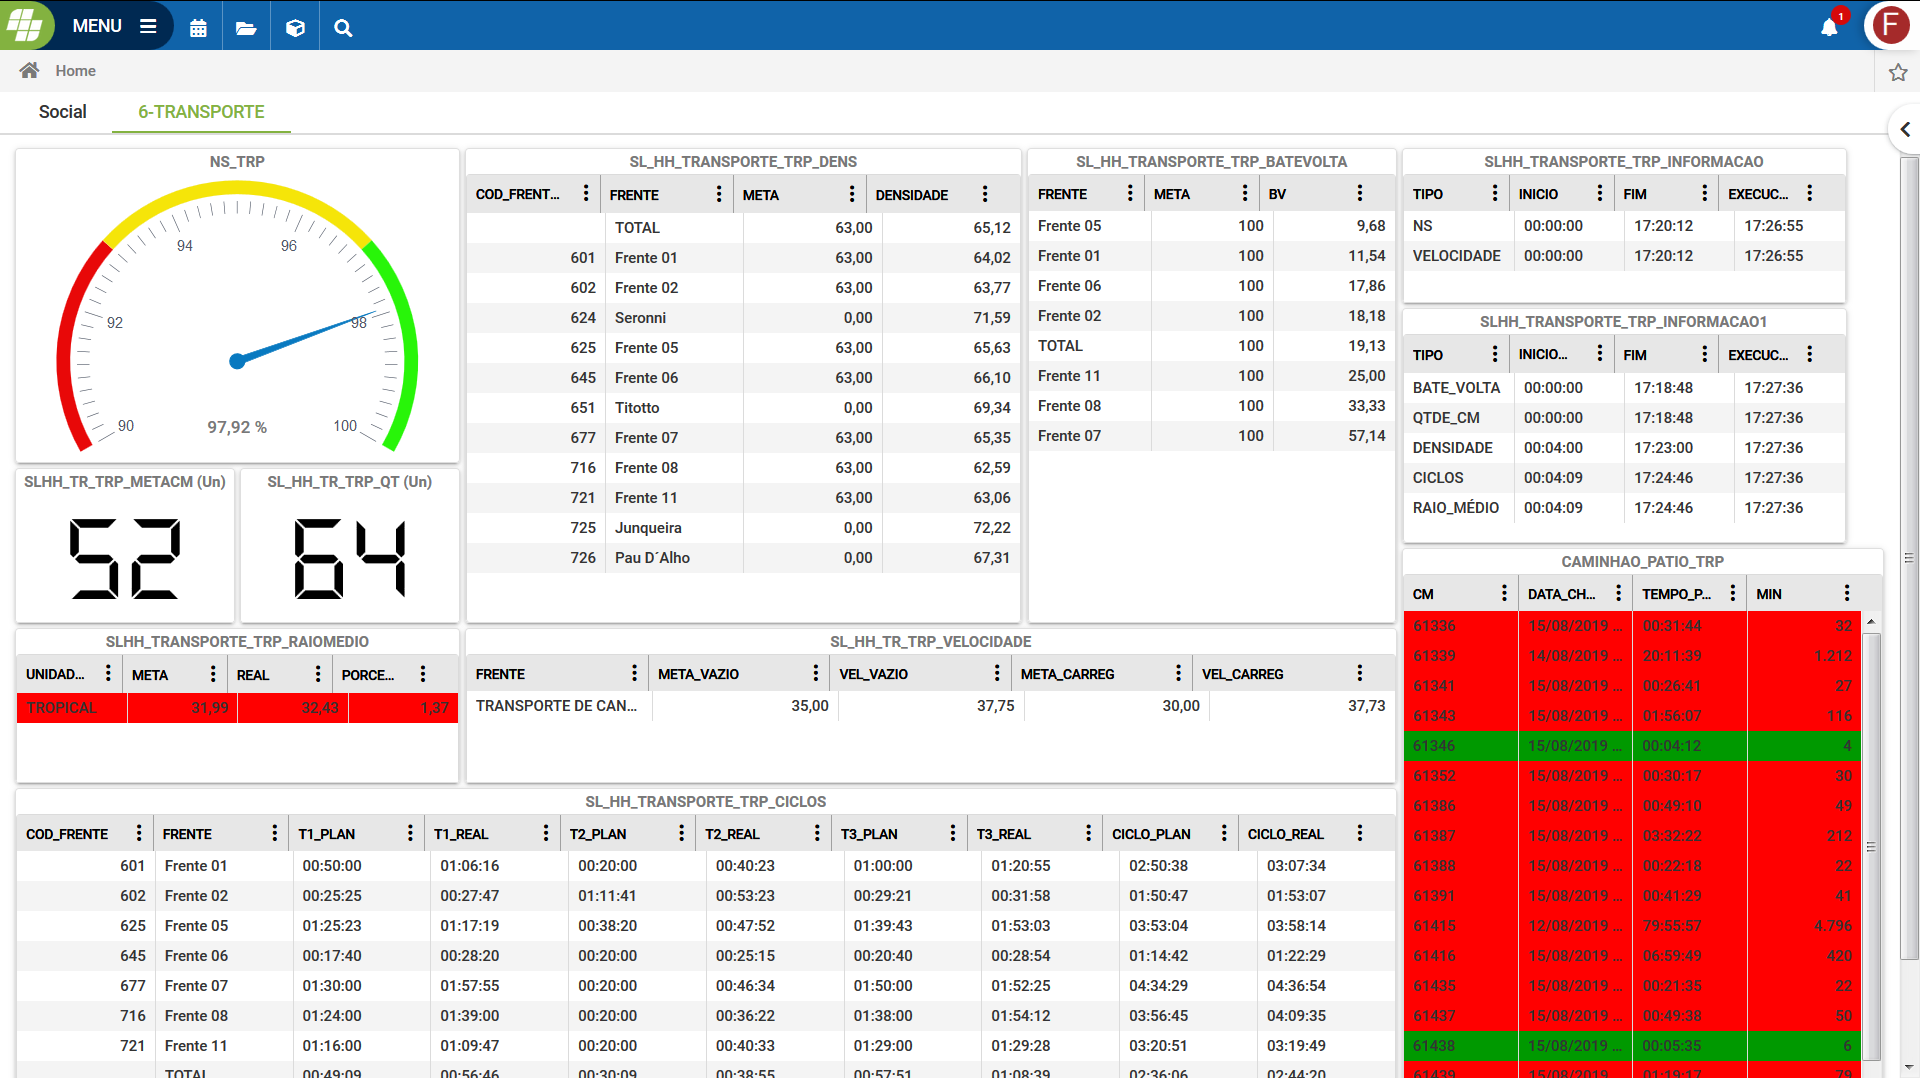 MENU
1
F
Home
Social
6-TRANSPORTE
NS_TRP
90
92
94
96
98
100
97,92 %
SLHH_TR_TRP_METACM (Un)
52
SL_HH_TR_TRP_QT (Un)
64
SL_HH_TRANSPORTE_TRP_DENS
COD_FRENT... FRENTE META DENSIDADE
TOTAL 63,00 65,12
601 Frente 01 63,00 64,02
602 Frente 02 63,00 63,77
624 Seronni 0,00 71,59
625 Frente 05 63,00 65,63
645 Frente 06 63,00 66,10
651 Titotto 0,00 69,34
677 Frente 07 63,00 65,35
716 Frente 08 63,00 62,59
721 Frente 11 63,00 63,06
725 Junqueira 0,00 72,22
726 Pau D´Alho 0,00 67,31
SL_HH_TRANSPORTE_TRP_BATEVOLTA
FRENTE META BV
Frente 05 100 9,68
Frente 01 100 11,54
Frente 06 100 17,86
Frente 02 100 18,18
TOTAL 100 19,13
Frente 11 100 25,00
Frente 08 100 33,33
Frente 07 100 57,14
SLHH_TRANSPORTE_TRP_INFORMACAO
TIPO INICIO FIM EXECUC...
NS 00:00:00 17:20:12 17:26:55
VELOCIDADE 00:00:00 17:20:12 17:26:55
SLHH_TRANSPORTE_TRP_INFORMACAO1
TIPO INICIO... FIM EXECUC...
BATE_VOLTA 00:00:00 17:18:48 17:27:36
QTDE_CM 00:00:00 17:18:48 17:27:36
DENSIDADE 00:04:00 17:23:00 17:27:36
CICLOS 00:04:09 17:24:46 17:27:36
RAIO_MÉDIO 00:04:09 17:24:46 17:27:36
SLHH_TRANSPORTE_TRP_RAIOMEDIO
UNIDAD... META REAL PORCE...
TROPICAL 31,99 32,43 1,37
SL_HH_TR_TRP_VELOCIDADE
FRENTE META_VAZIO VEL_VAZIO META_CARREG VEL_CARREG
TRANSPORTE DE CAN... 35,00 37,75 30,00 37,73
SL_HH_TRANSPORTE_TRP_CICLOS
COD_FRENTE FRENTE T1_PLAN T1_REAL T2_PLAN T2_REAL T3_PLAN T3_REAL CICLO_PLAN CICLO_REAL
601 Frente 01 00:50:00 01:06:16 00:20:00 00:40:23 01:00:00 01:20:55 02:50:38 03:07:34
602 Frente 02 00:25:25 00:27:47 01:11:41 00:53:23 00:29:21 00:31:58 01:50:47 01:53:07
625 Frente 05 01:25:23 01:17:19 00:38:20 00:47:52 01:39:43 01:53:03 03:53:04 03:58:14
645 Frente 06 00:17:40 00:28:20 00:20:00 00:25:15 00:20:40 00:28:54 01:14:42 01:22:29
677 Frente 07 01:30:00 01:57:55 00:20:00 00:46:34 01:50:00 01:52:25 04:34:29 04:36:54
716 Frente 08 01:24:00 01:39:00 00:20:00 00:36:22 01:38:00 01:54:12 03:56:45 04:09:35
721 Frente 11 01:16:00 01:09:47 00:20:00 00:40:33 01:29:00 01:29:28 03:20:51 03:19:49
TOTAL 00:49:09 00:56:46 00:30:09 00:38:55 00:57:51 01:08:39 02:36:06 02:44:20
CAMINHAO_PATIO_TRP
CM DATA_CH... TEMPO_P... MIN
61336 15/08/2019 ... 00:31:44 32
61339 14/08/2019 ... 20:11:39 1.212
61341 15/08/2019 ... 00:26:41 27
61343 15/08/2019 ... 01:56:07 116
61346 15/08/2019 ... 00:04:12 4
61352 15/08/2019 ... 00:30:17 30
61386 15/08/2019 ... 00:49:10 49
61387 15/08/2019 ... 03:32:22 212
61388 15/08/2019 ... 00:22:18 22
61391 15/08/2019 ... 00:41:29 41
61415 12/08/2019 ... 79:55:57 4.796
61416 15/08/2019 ... 06:59:49 420
61435 15/08/2019 ... 00:21:35 22
61437 15/08/2019 ... 00:49:38 50
61438 15/08/2019 ... 00:05:35 6
61439 15/08/2019 ... 01:19:17 79